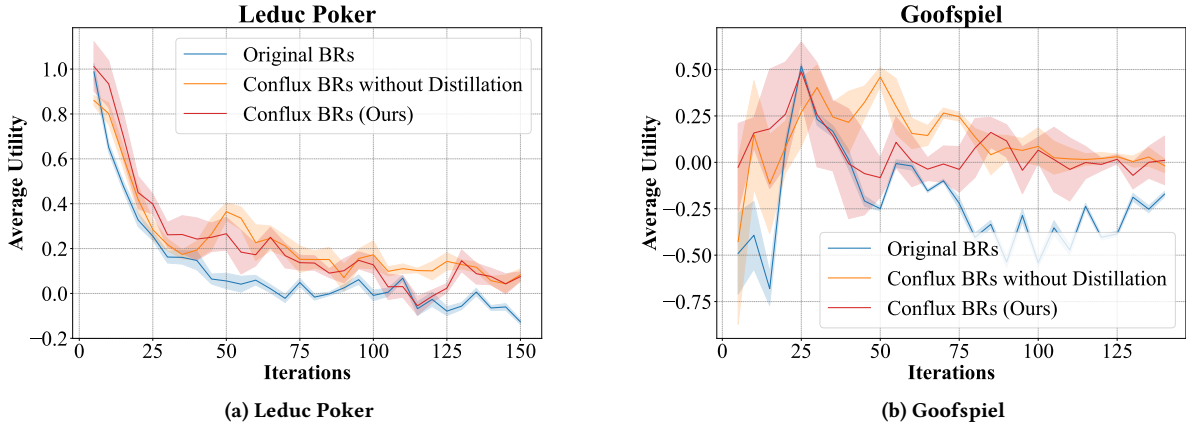 Leduc Poker
Average Utility
1.0
0.8
0.6
0.4
0.2
0.0
−0.2
Original BRs
Conflux BRs without Distillation
Conflux BRs (Ours)
0 25 50 75 100 125 150
Iterations
(a) Leduc Poker
Goofspiel
Average Utility
0.50
0.25
0.00
−0.25
−0.50
−0.75
Original BRs
Conflux BRs without Distillation
Conflux BRs (Ours)
0 25 50 75 100 125
Iterations
(b) Goofspiel